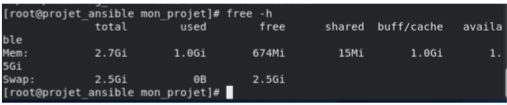 [root@projet_ansible mon_projet]# free -h
total used free shared buff/cache availa
ble
Mem: 2.7Gi 1.0Gi 674Mi 15Mi 1.0Gi 1.
5Gi
Swap: 2.5Gi 0B 2.5Gi
[root@projet_ansible mon_projet]#